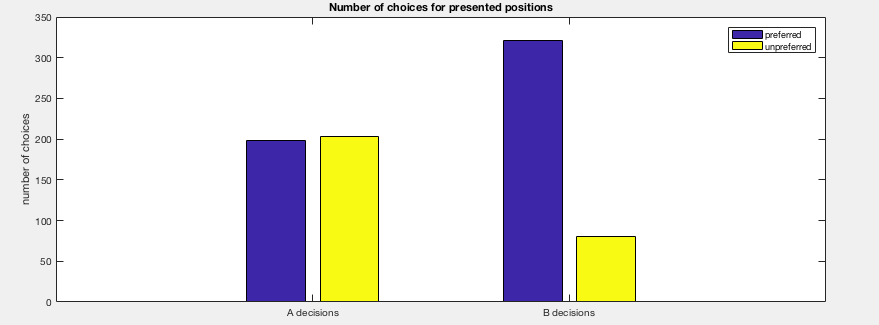 Number of choices for presented positions
350
300
250
200
150
100
50
0
number of choices
preferred
unpreferred
A decisions
B decisions